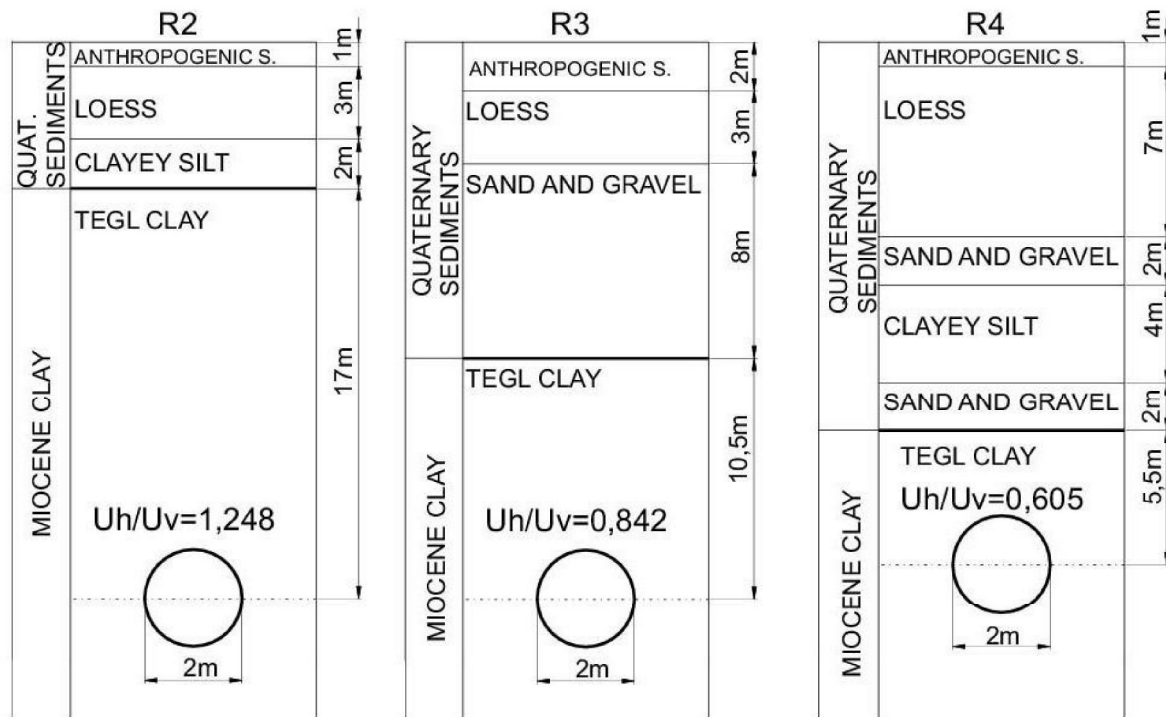 R2
QUAT.
SEDIMENTS
MIOCENE CLAY
ANTHROPOGENIC S.
LOESS
CLAYEY SILT
TEGL CLAY
Uh/Uv=1,248
2m
1m
3m
2m
17m
R3
QUATERNARY
SEDIMENTS
MIOCENE CLAY
ANTHROPOGENIC S.
LOESS
SAND AND GRAVEL
TEGL CLAY
Uh/Uv=0,842
2m
2m
3m
8m
10,5m
R4
QUATERNARY
SEDIMENTS
MIOCENE CLAY
ANTHROPOGENIC S.
LOESS
SAND AND GRAVEL
CLAYEY SILT
SAND AND GRAVEL
TEGL CLAY
Uh/Uv=0,605
2m
1m
7m
2m
4m
2m
5,5m